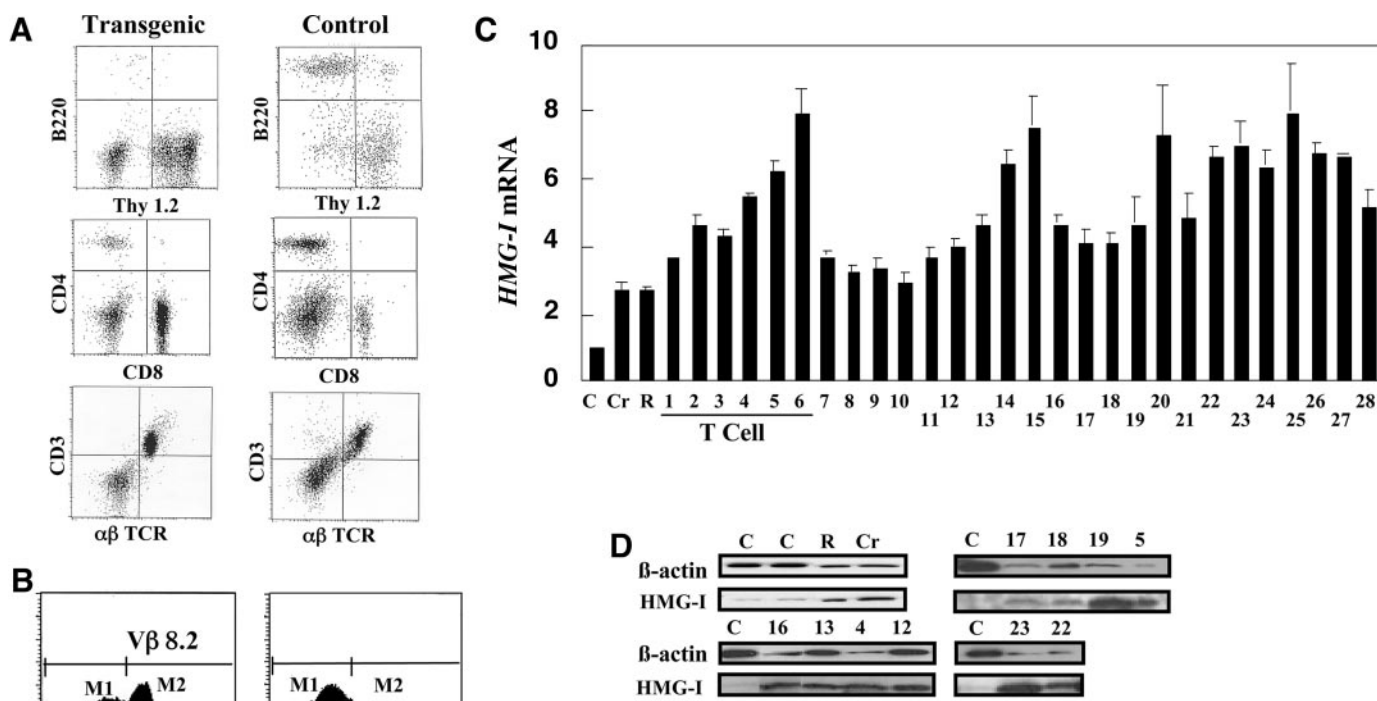 A
Transgenic
Control
B220
B220
Thy 1.2
Thy 1.2
CD4
CD4
CD8
CD8
CD3
CD3
αβ TCR
αβ TCR
B
Vβ 8.2
M1
M2
M1
M2
C
HMG-I mRNA
10
8
6
4
2
0
C Cr R 1 2 3 4 5 6 7 8 9 10 11 12 13 14 15 16 17 18 19 20 21 22 23 24 25 26 27 28
T Cell
D
C C R Cr
ß-actin
HMG-I
C 17 18 19 5
C 16 13 4 12
ß-actin
HMG-I
C 23 22